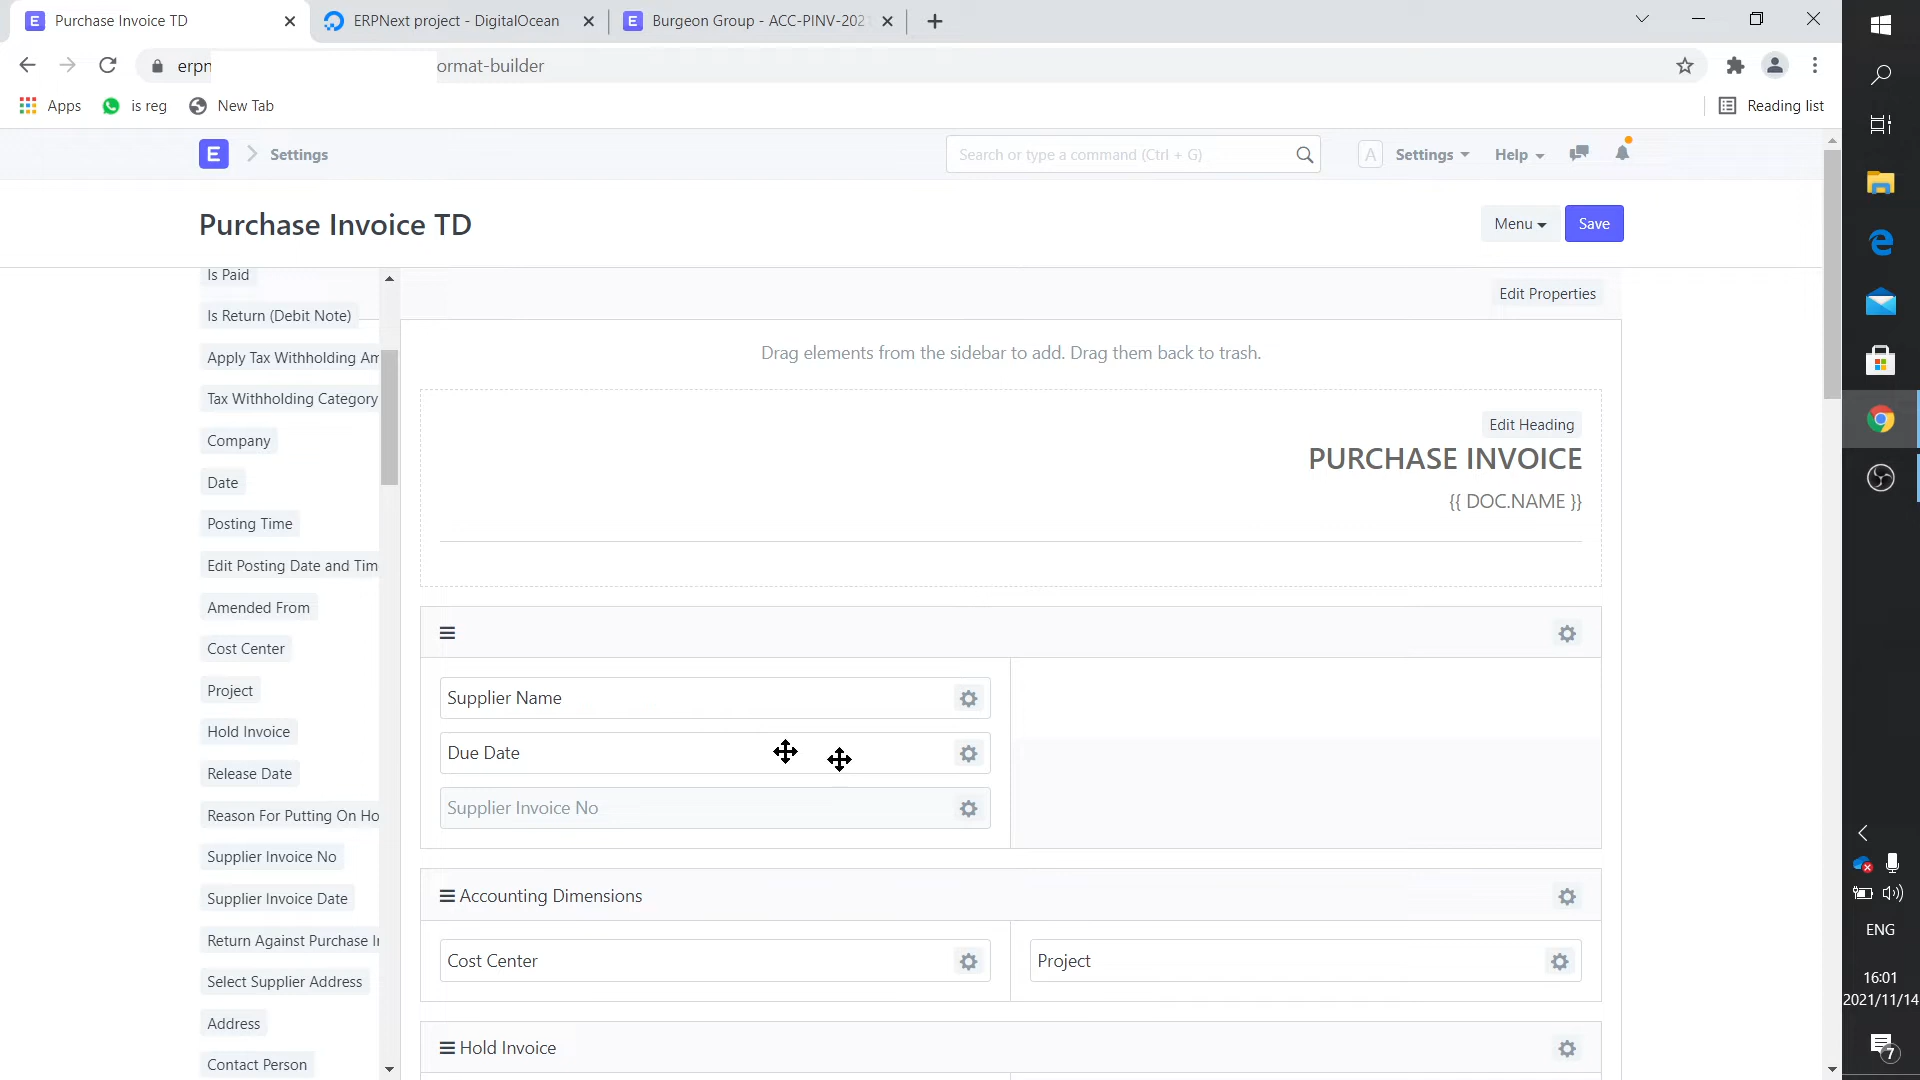 Purchase Invoice TD
ERPNext project - DigitalOcean
Burgeon Group - ACC-PINV-202
erpn
ormat-builder
Apps
is reg
New Tab
Reading list
E
Settings
Search or type a command (Ctrl + G)
A
Settings
Help
Purchase Invoice TD
Menu
Save
Is Paid
Is Return (Debit Note)
Apply Tax Withholding Am
Tax Withholding Category
Company
Date
Posting Time
Edit Posting Date and Tim
Amended From
Cost Center
Project
Hold Invoice
Release Date
Reason For Putting On Ho
Supplier Invoice No
Supplier Invoice Date
Return Against Purchase I
Select Supplier Address
Address
Contact Person
Edit Properties
Drag elements from the sidebar to add. Drag them back to trash.
Edit Heading
PURCHASE INVOICE
{{ DOC.NAME }}
Supplier Name
Due Date
Supplier Invoice No
Accounting Dimensions
Cost Center
Project
Hold Invoice
ENG
16:01
2021/11/14
7